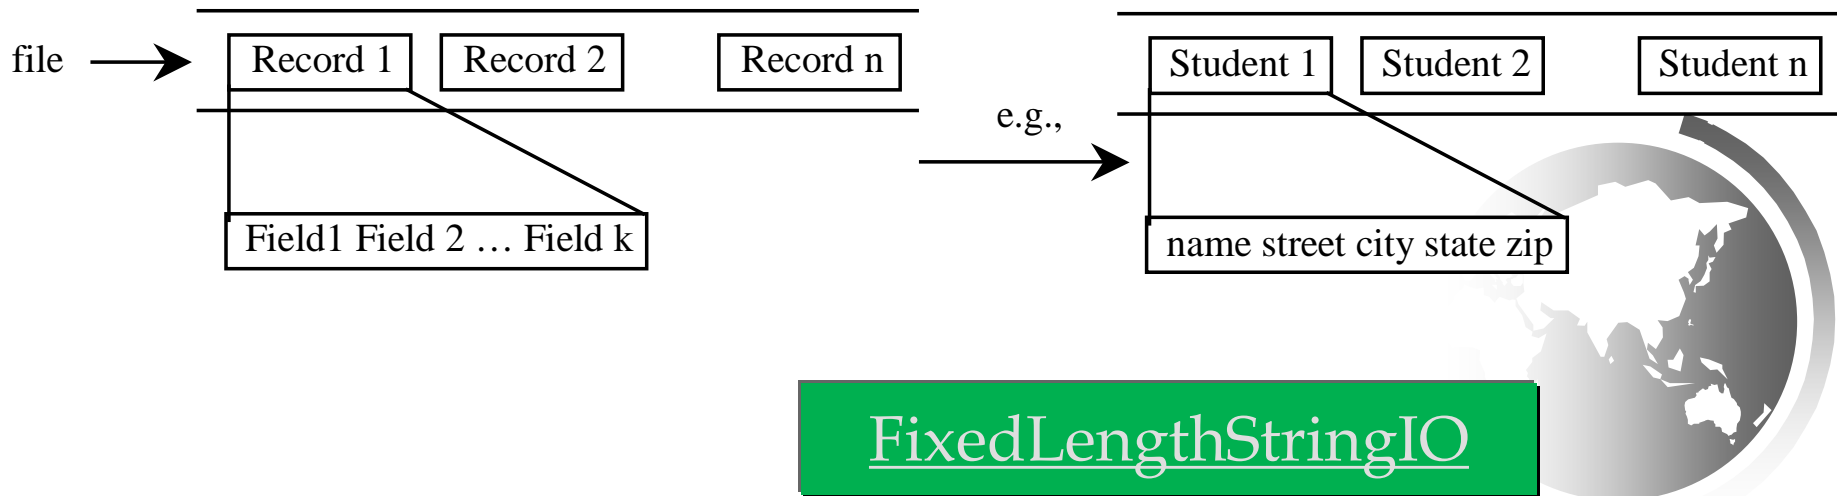 file
Record 1
Record 2
Record n
Field1 Field 2 … Field k
e.g.,
Student 1
Student 2
Student n
name street city state zip
FixedLengthStringIO